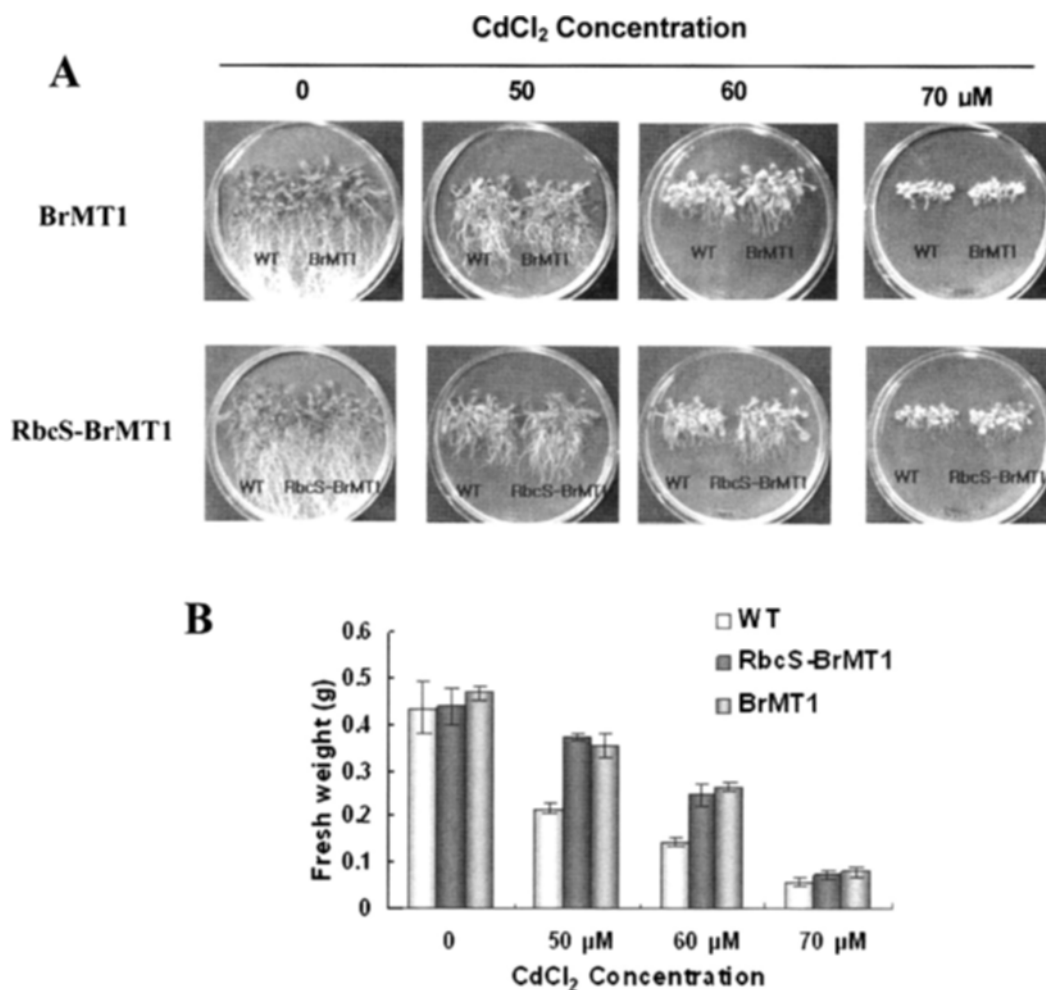 CdCl₂ Concentration
A
0 50 60 70 µM
BrMT1
WT BrMT1 WT BrMT1 WT BrMT1 WT BrMT1
RbcS-BrMT1
WT RbcS-BrMT1 WT RbcS-BrMT1 WT RbcS-BrMT1 WT RbcS-BrMT1
B
WT
RbcS-BrMT1
BrMT1
Fresh weight (g)
0.6
0.5
0.4
0.3
0.2
0.1
0
0 50 µM 60 µM 70 µM
CdCl₂ Concentration